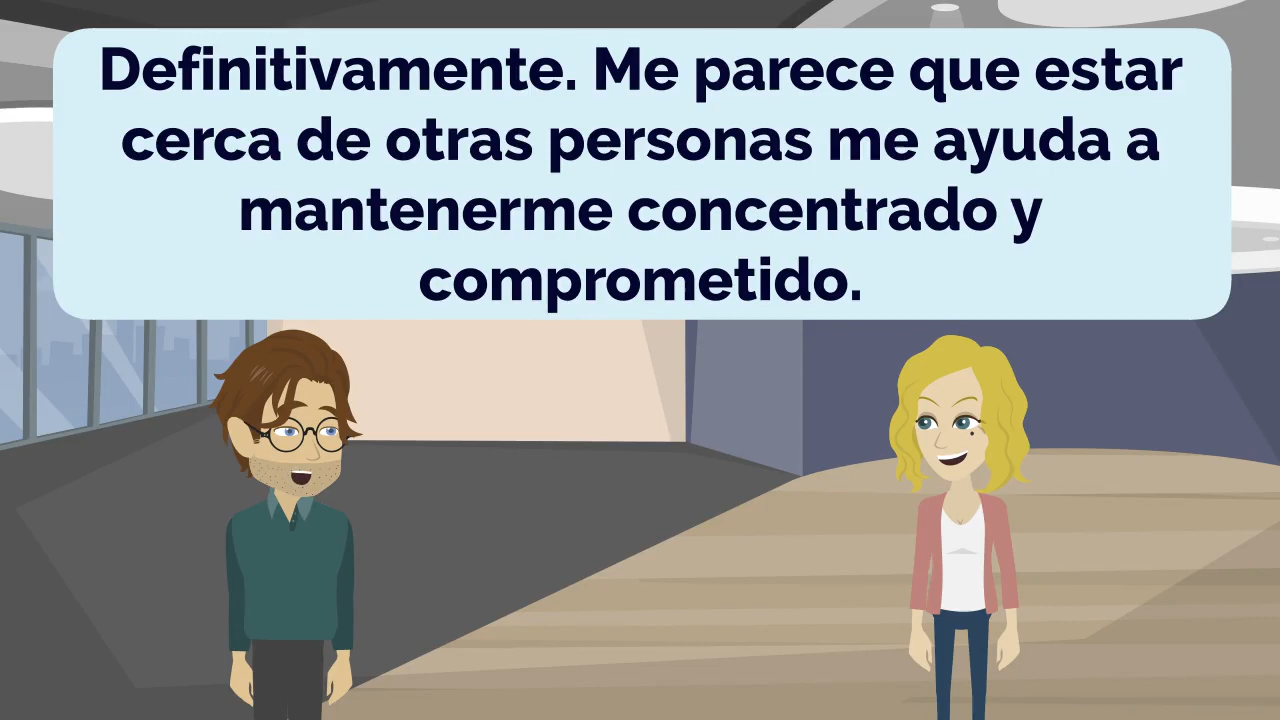 Definitivamente. Me parece que estar
cerca de otras personas me ayuda a
mantenerme concentrado y
comprometido.